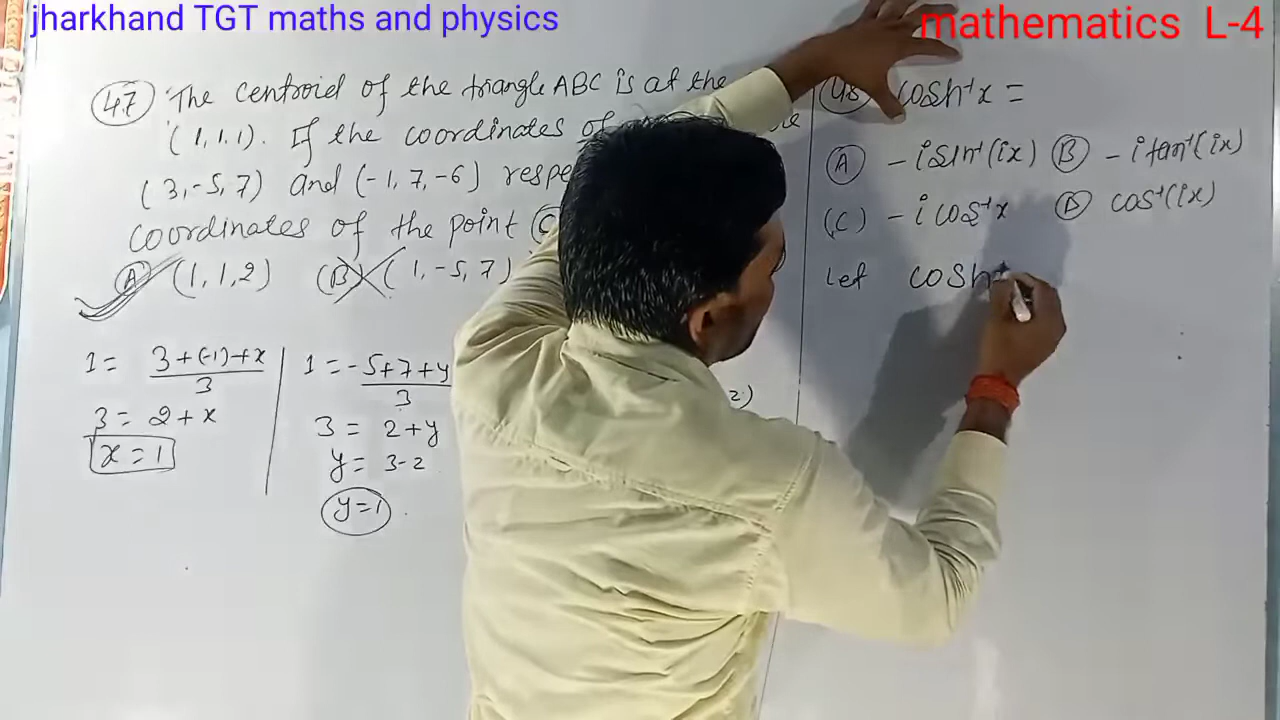 jharkhand TGT maths and physics
mathematics L-4
47 The centroid of the triangle ABC is at the
(1,1,1). If the coordinates of
(3,-5,7) and (-1,7,-6)
coordinates of the point C
A (1,1,2) (B) (1,-5,7)
1 = 3+(-1)+x / 3
3 = 2+x
x = 1
1 = -5+7+y / 3
3 = 2+y
y = 3-2
y=1
2)
48 cosh⁻¹x =
A -i sin⁻¹(ix) B -i tan⁻¹(ix)
(C) -i cos⁻¹x D cos⁻¹(ix)
Let cosh